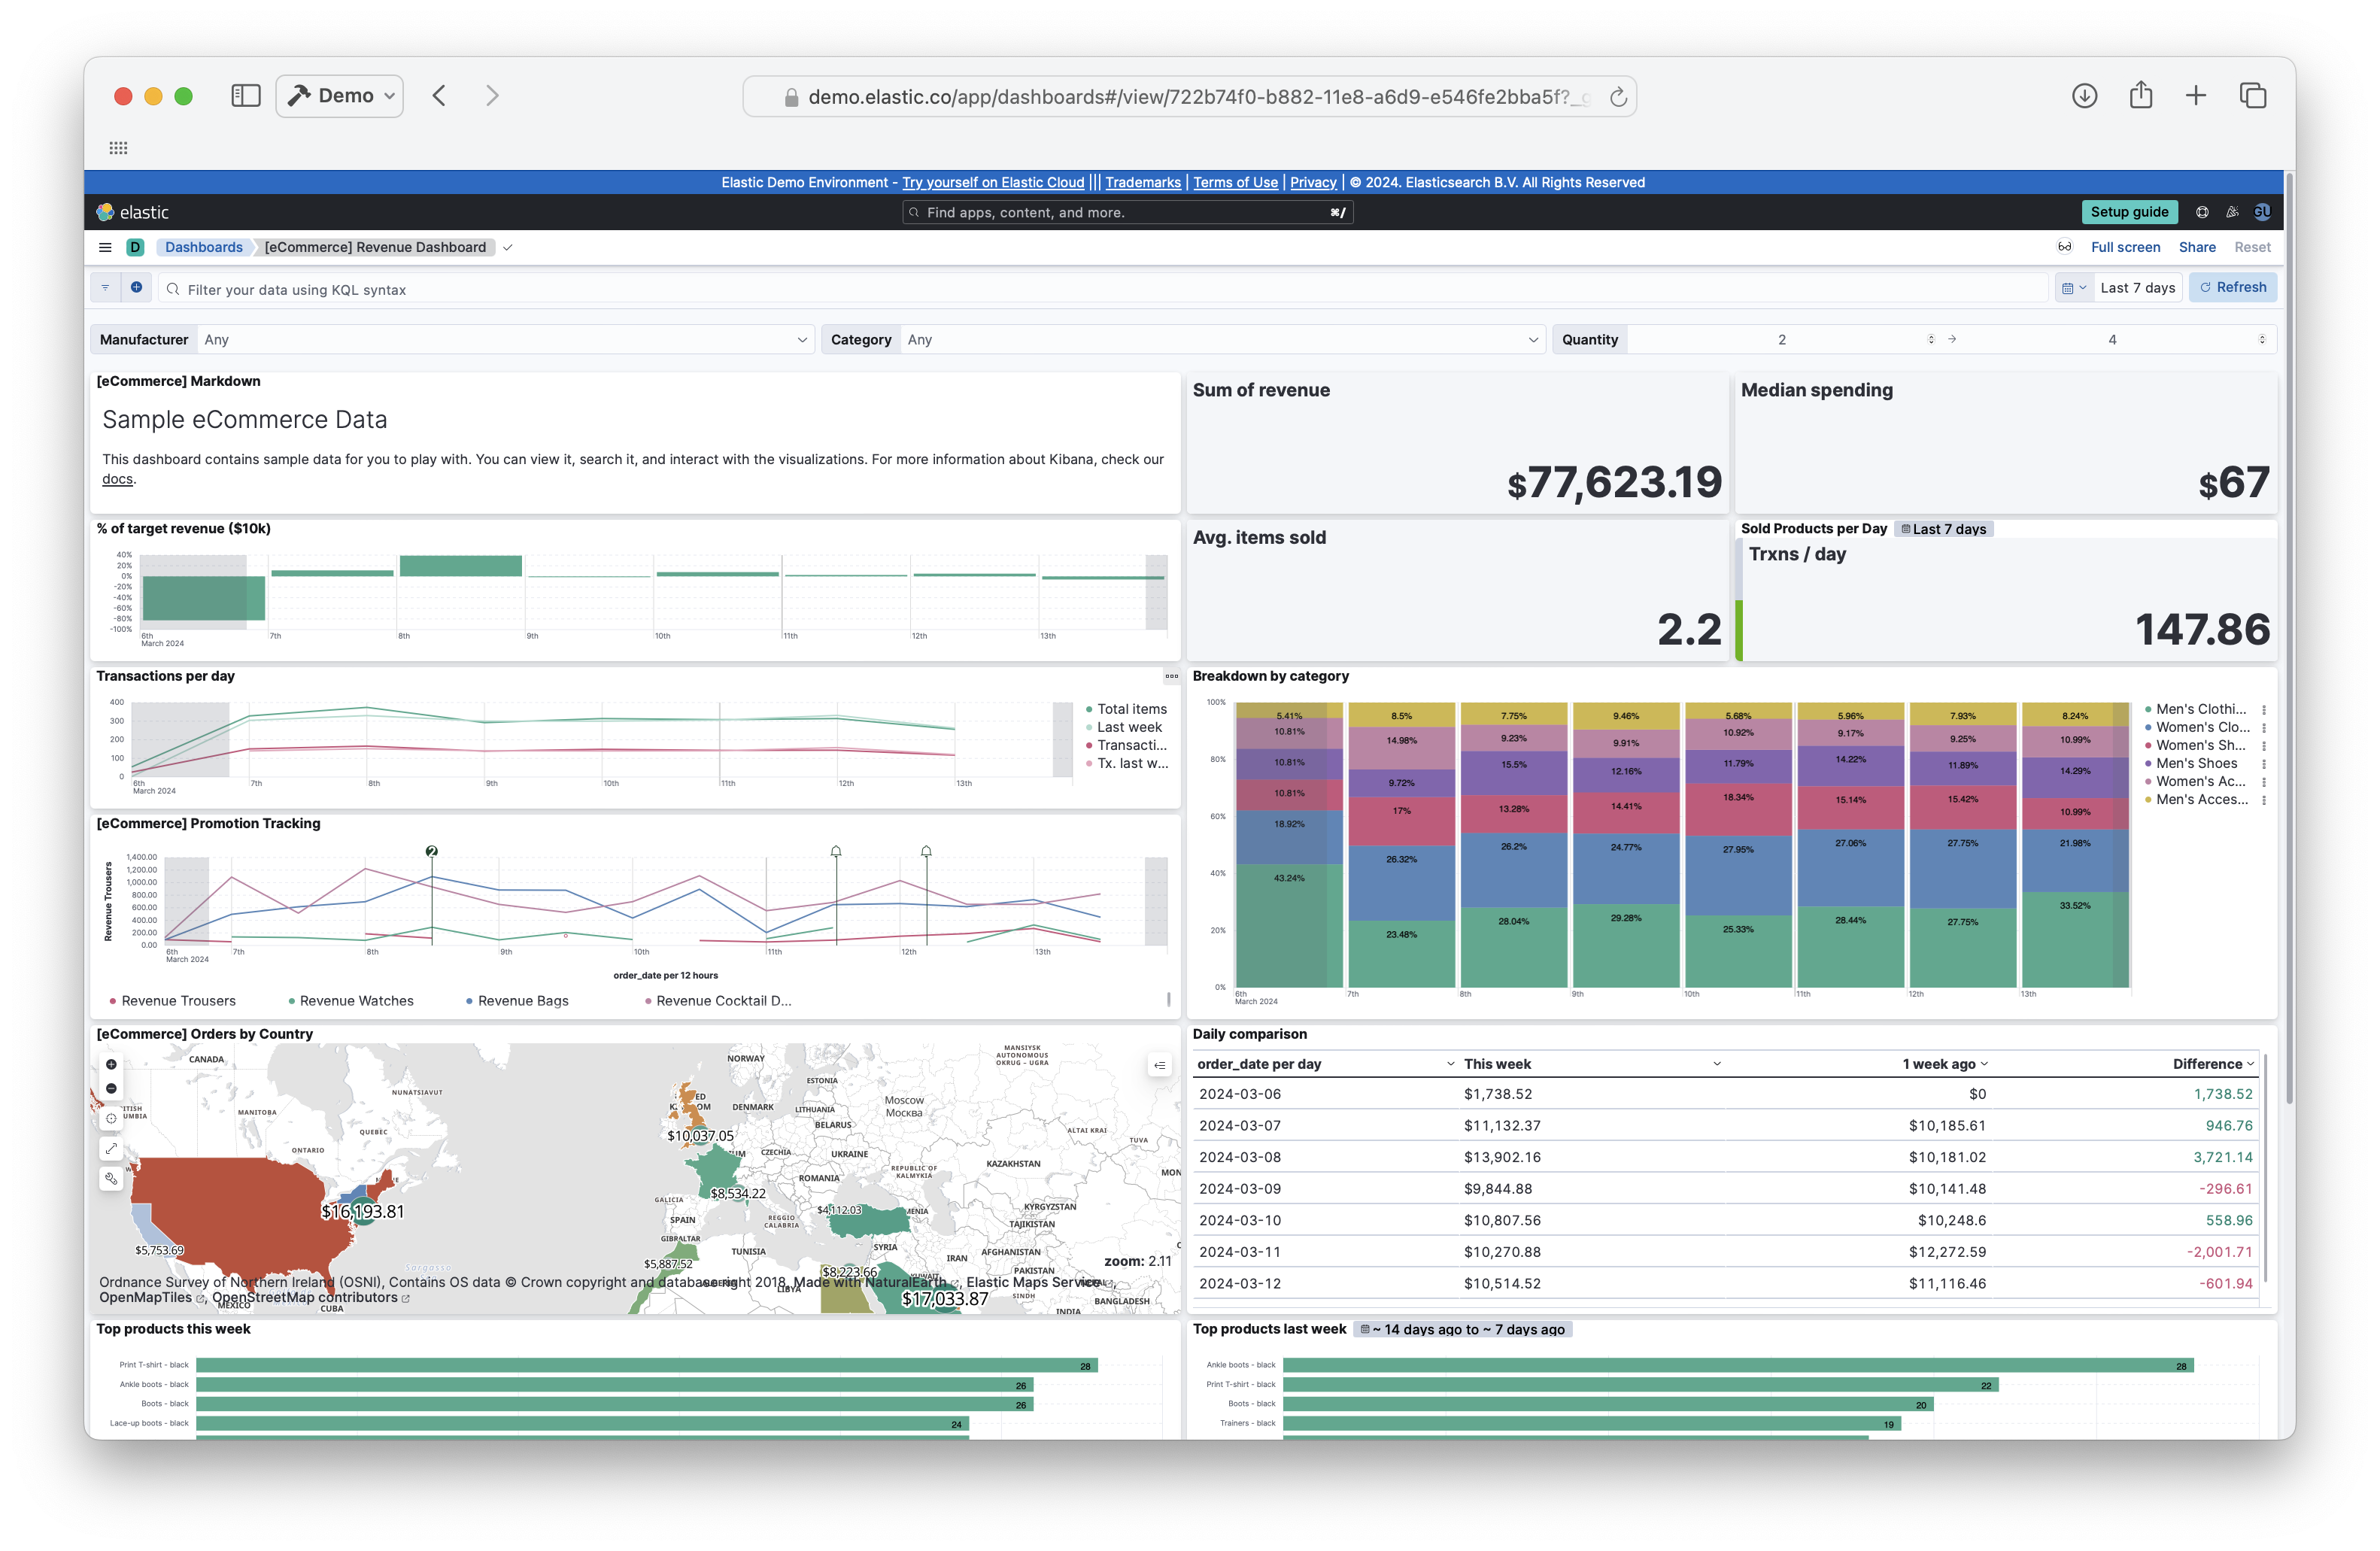 Demo
demo.elastic.co/app/dashboards#/view/722b74f0-b882-11e8-a6d9-e546fe2bba5f?_g
Elastic Demo Environment - Try yourself on Elastic Cloud ||| Trademarks | Terms of Use | Privacy | © 2024. Elasticsearch B.V. All Rights Reserved
elastic
Find apps, content, and more.
⌘/
Setup guide
GU
D
Dashboards
[eCommerce] Revenue Dashboard
Full screen
Share
Reset
Filter your data using KQL syntax
Last 7 days
Refresh
Manufacturer Any
Category Any
Quantity 2 → 4
[eCommerce] Markdown
Sample eCommerce Data
This dashboard contains sample data for you to play with. You can view it, search it, and interact with the visualizations. For more information about Kibana, check our
docs.
Sum of revenue
$77,623.19
Median spending
$67
% of target revenue ($10k)
40%
20%
0%
-20%
-40%
-60%
-80%
-100%
6th 7th 8th 9th 10th 11th 12th 13th
March 2024
Avg. items sold
2.2
Sold Products per Day Last 7 days
Trxns / day
147.86
Transactions per day
400
300
200
100
0
6th 7th 8th 9th 10th 11th 12th 13th
March 2024
Total items
Last week
Transacti...
Tx. last w...
Breakdown by category
100%
80%
60%
40%
20%
0%
5.41% 8.5% 7.75% 9.46% 5.68% 5.96% 7.93% 8.24%
10.81% 14.98% 9.23% 9.91% 10.92% 9.17% 9.25% 10.99%
10.81% 9.72% 15.5% 12.16% 11.79% 14.22% 11.89% 14.29%
10.81% 17% 13.28% 14.41% 18.34% 15.14% 15.42% 10.99%
18.92% 26.32% 26.2% 24.77% 27.95% 27.06% 27.75% 21.98%
43.24% 23.48% 28.04% 29.28% 25.33% 28.44% 27.75% 33.52%
6th 7th 8th 9th 10th 11th 12th 13th
March 2024
Men's Clothi...
Women's Clo...
Women's Sh...
Men's Shoes
Women's Ac...
Men's Acces...
[eCommerce] Promotion Tracking
Revenue Trousers
1,400.00
1,200.00
1,000.00
800.00
600.00
400.00
200.00
0.00
2
6th 7th 8th 9th 10th 11th 12th 13th
March 2024
order_date per 12 hours
Revenue Trousers Revenue Watches Revenue Bags Revenue Cocktail D...
[eCommerce] Orders by Country
CANADA
NUNATSIAVUT
MANITOBA
QUEBEC
ONTARIO
$16,193.81
$5,753.69
Sargasso
MEXICO
CUBA
NORWAY
ESTONIA
DENMARK
LITHUANIA
Moscow
Москва
MANSIYSK
AUTONOMOUS
OKRUG - UGRA
$10,037.05
BELARUS
ALTAI KRAI
TUVA
CZECHIA
UKRAINE
REPUBLIC OF
KALMYKIA
KAZAKHSTAN
MON
ROMANIA
$8,534.22
GALICIA
SPAIN
REGGIO
CALABRIA
$4,112.03
MENIA
KYRGYZSTAN
TAJIKISTAN
GIBRALTAR
TUNISIA
SYRIA
IRAN
AFGHANISTAN
$5,887.52
$8,223.66
KUWAIT
PAKISTAN
LIBYA
$17,033.87
SINDH
BANGLADESH
INDIA
zoom: 2.11
Ordnance Survey of Northern Ireland (OSNI), Contains OS data © Crown copyright and database right 2018, Made with NaturalEarth, Elastic Maps Service,
OpenMapTiles, OpenStreetMap contributors
Daily comparison
order_date per day This week 1 week ago Difference
2024-03-06 $1,738.52 $0 1,738.52
2024-03-07 $11,132.37 $10,185.61 946.76
2024-03-08 $13,902.16 $10,181.02 3,721.14
2024-03-09 $9,844.88 $10,141.48 -296.61
2024-03-10 $10,807.56 $10,248.6 558.96
2024-03-11 $10,270.88 $12,272.59 -2,001.71
2024-03-12 $10,514.52 $11,116.46 -601.94
Top products this week
Print T-shirt - black 28
Ankle boots - black 26
Boots - black 26
Lace-up boots - black 24
Top products last week ~ 14 days ago to ~ 7 days ago
Ankle boots - black 28
Print T-shirt - black 22
Boots - black 20
Trainers - black 19